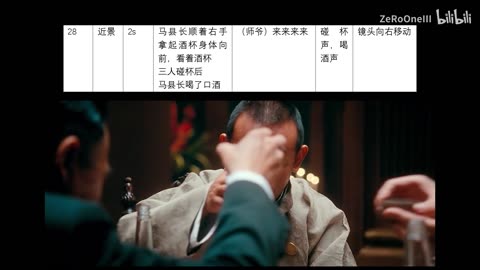 ZeRoOneIII bilibili
28 近景 2s 马县长顺着右手 （师爷）来来来来 碰杯 镜头向右移动
拿起酒杯身体向 声，喝
前，看着酒杯 酒声
三人碰杯后
马县长喝了口酒